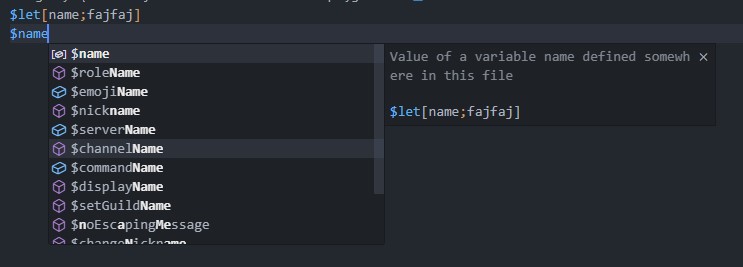 $let[name;fajfaj]
$name
$name
$roleName
$emojiName
$nickname
$serverName
$channelName
$commandName
$displayName
$setGuildName
$noEscapingMessage
$changeNickname
Value of a variable name defined somewh
ere in this file
$let[name;fajfaj]